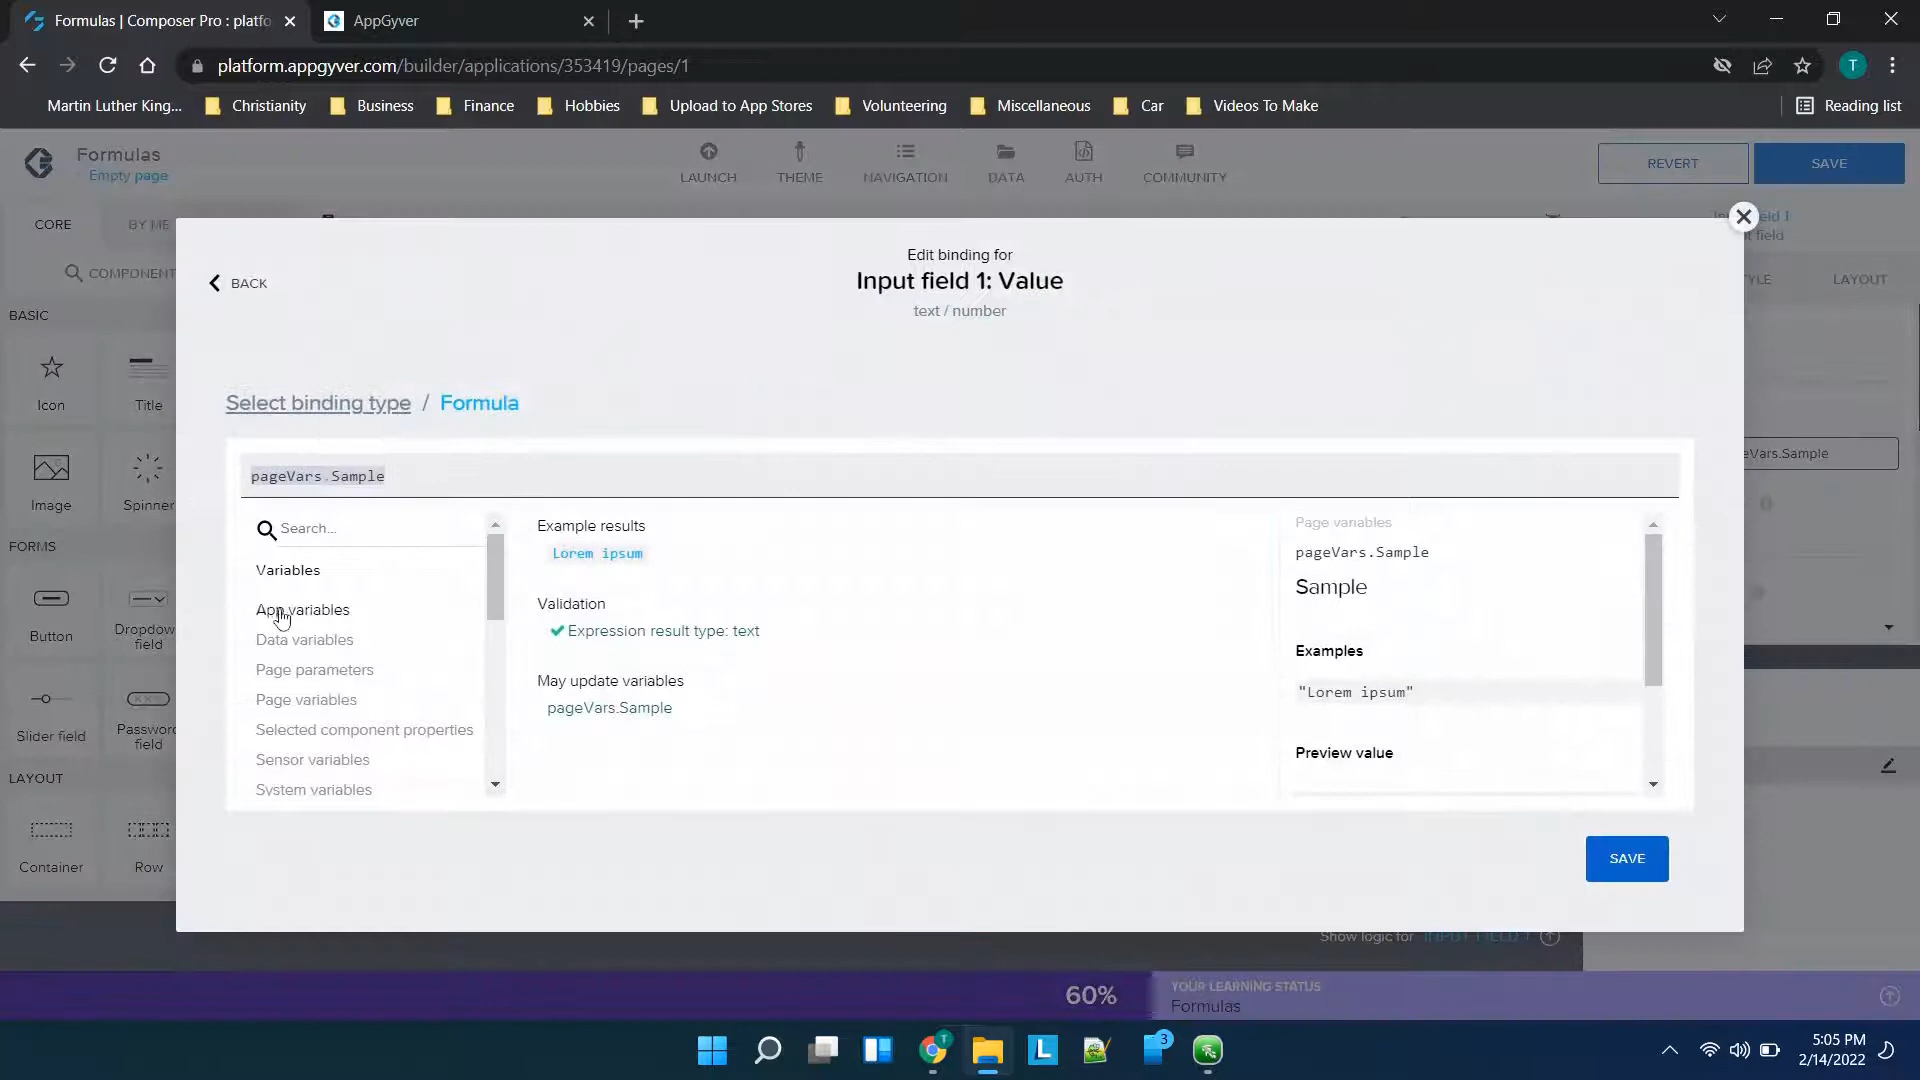 Formulas | Composer Pro : platfo
AppGyver
platform.appgyver.com/builder/applications/353419/pages/1
T
Martin Luther King...
Christianity
Business
Finance
Hobbies
Upload to App Stores
Volunteering
Miscellaneous
Car
Videos To Make
Reading list
Formulas
Empty page
LAUNCH
THEME
NAVIGATION
DATA
AUTH
COMMUNITY
REVERT
SAVE
CORE
BY ME
COMPONENT
LAYOUT
Edit binding for
Input field 1: Value
text / number
BACK
BASIC
Icon
Title
Image
Spinner
FORMS
Button
Dropdow
field
Slider field
Passwor
field
LAYOUT
Container
Row
Select binding type / Formula
pageVars.Sample
Search...
Variables
App variables
Data variables
Page parameters
Page variables
Selected component properties
Sensor variables
System variables
Example results
Lorem ipsum
Validation
Expression result type: text
May update variables
pageVars.Sample
Page variables
pageVars.Sample
Sample
Examples
"Lorem ipsum"
Preview value
eVars.Sample
SAVE
Show logic for INPUT FIELD 1
60%
YOUR LEARNING STATUS
Formulas
T
L
3
5:05 PM
2/14/2022